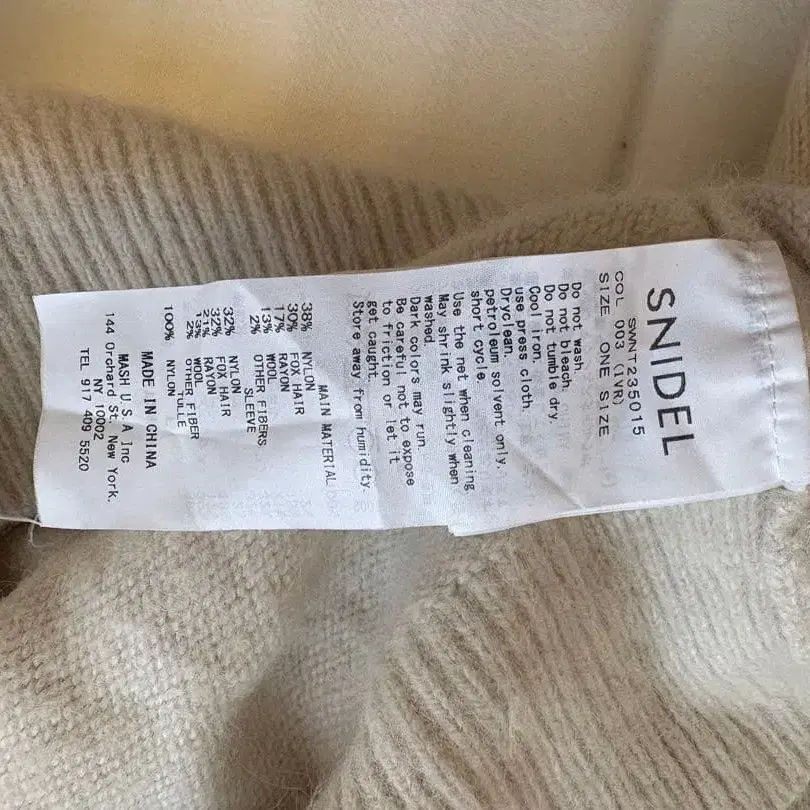 SNIDEL
SWNT235015
COL 003 (IVR)
SIZE ONE SIZE
Do not wash.
Do not bleach.
Do not tumble dry.
Cool iron.
use press cloth.
Dryclean.
petroleum solvent only.
short cycle.
Use the net when cleaning
May shrink slightly when
washed.
Dark colors may run.
Be careful not to expose
to friction or let it
get caught.
Store away from humidity.
MAIN MATERIAL
38% NYLON
30% FOX HAIR
17% RAYON
13% WOOL
2% OTHER FIBERS
SLEEVE
32% NYLON
32% FOX HAIR
21% RAYON
13% WOOL
2% OTHER FIBER
NYLON TULLE
100%
MADE IN CHINA
MASH U.S.A Inc
144 Orchard St. New York.
NY 10002
TEL 917 409 5520